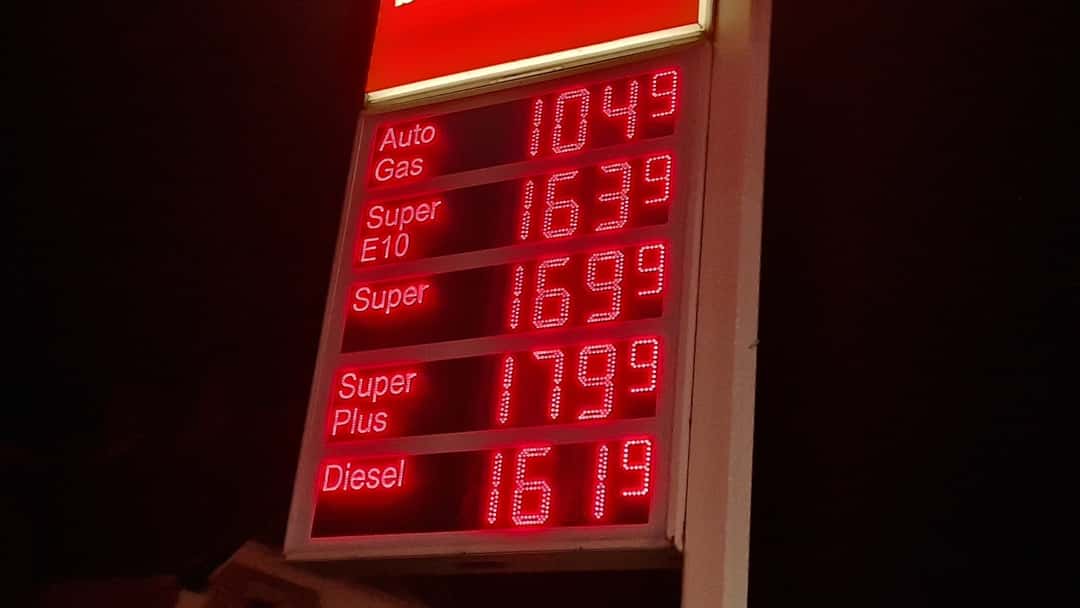 Auto 1049
Gas
Super 1639
E10
Super 1699
Super 1799
Plus
Diesel 1619